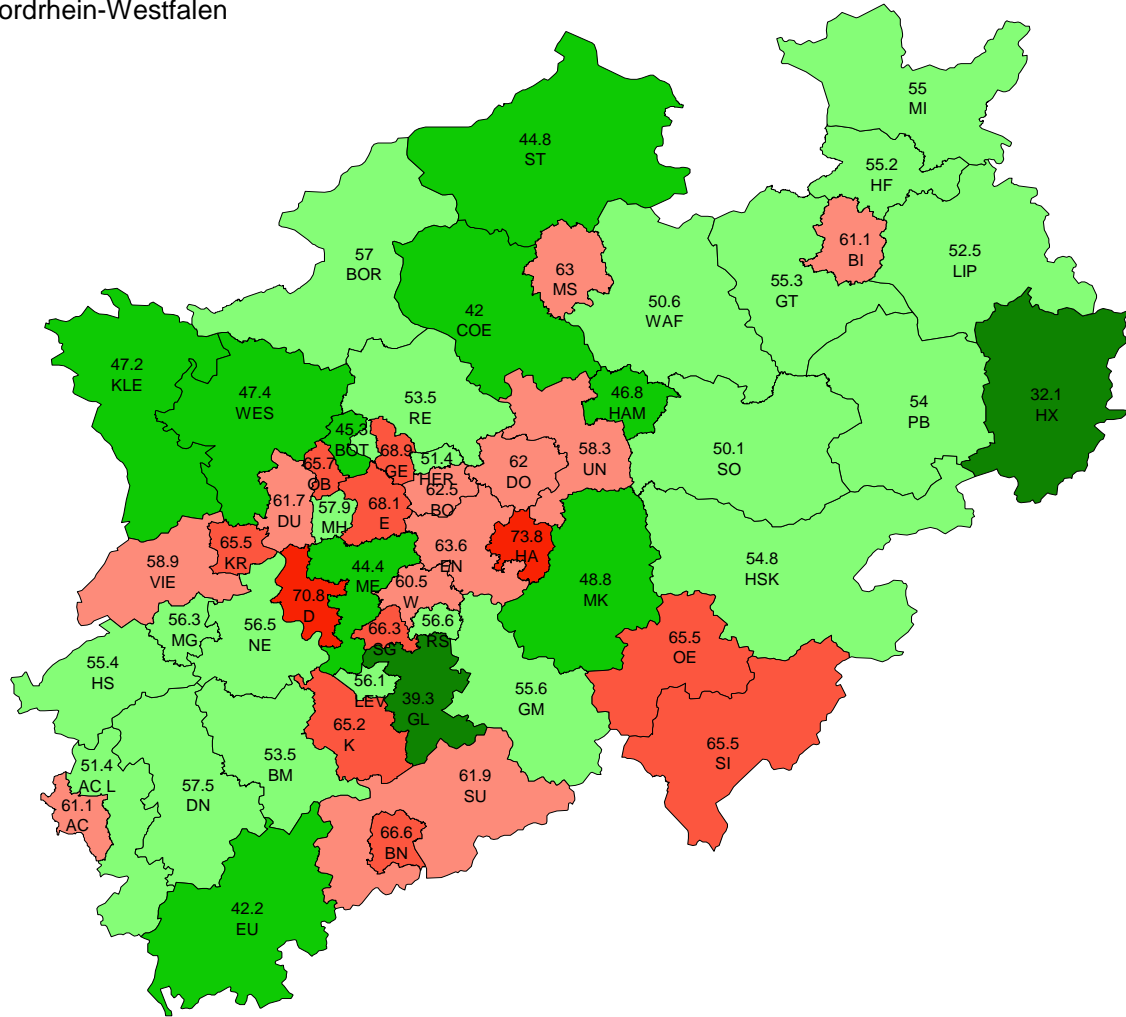 ordrhein-Westfalen
55
MI
44.8
ST
55.2
HF
61.1
BI
52.5
LIP
57
BOR
63
MS
55.3
GT
50.6
WAF
42
COE
47.2
KLE
47.4
WES
53.5
RE
46.8
HAM
54
PB
32.1
HX
45.3
BOT
68.9
GE
51.4
HER
58.3
UN
50.1
SO
65.7
OB
62
DO
62.5
BO
61.7
DU
57.9
MH
68.1
E
65.5
KR
73.8
HA
63.6
EN
58.9
VIE
44.4
ME
60.5
W
54.8
HSK
48.8
MK
70.8
D
56.3
MG
56.5
NE
66.3
SG
56.6
RS
65.5
OE
55.4
HS
56.1
LEV
39.3
GL
55.6
GM
65.2
K
65.5
SI
51.4
AC L
53.5
BM
57.5
DN
61.9
SU
61.1
AC
66.6
BN
42.2
EU